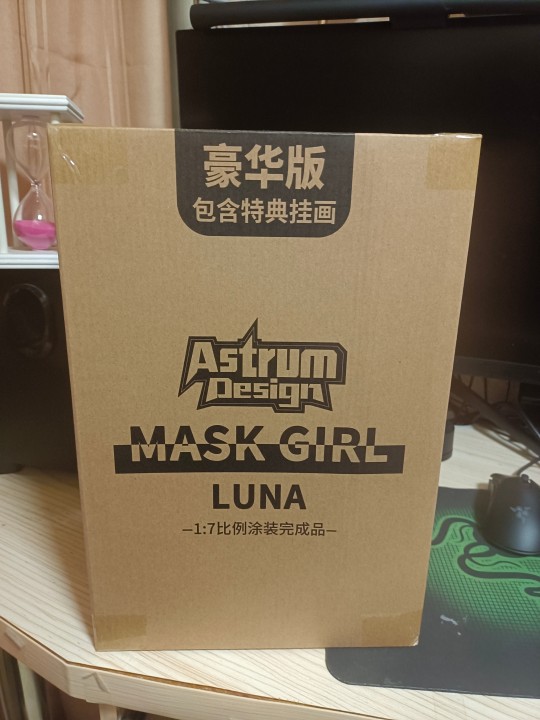 豪华版
包含特典挂画
Astrum
Design
MASK GIRL
LUNA
—1:7比例涂装完成品—